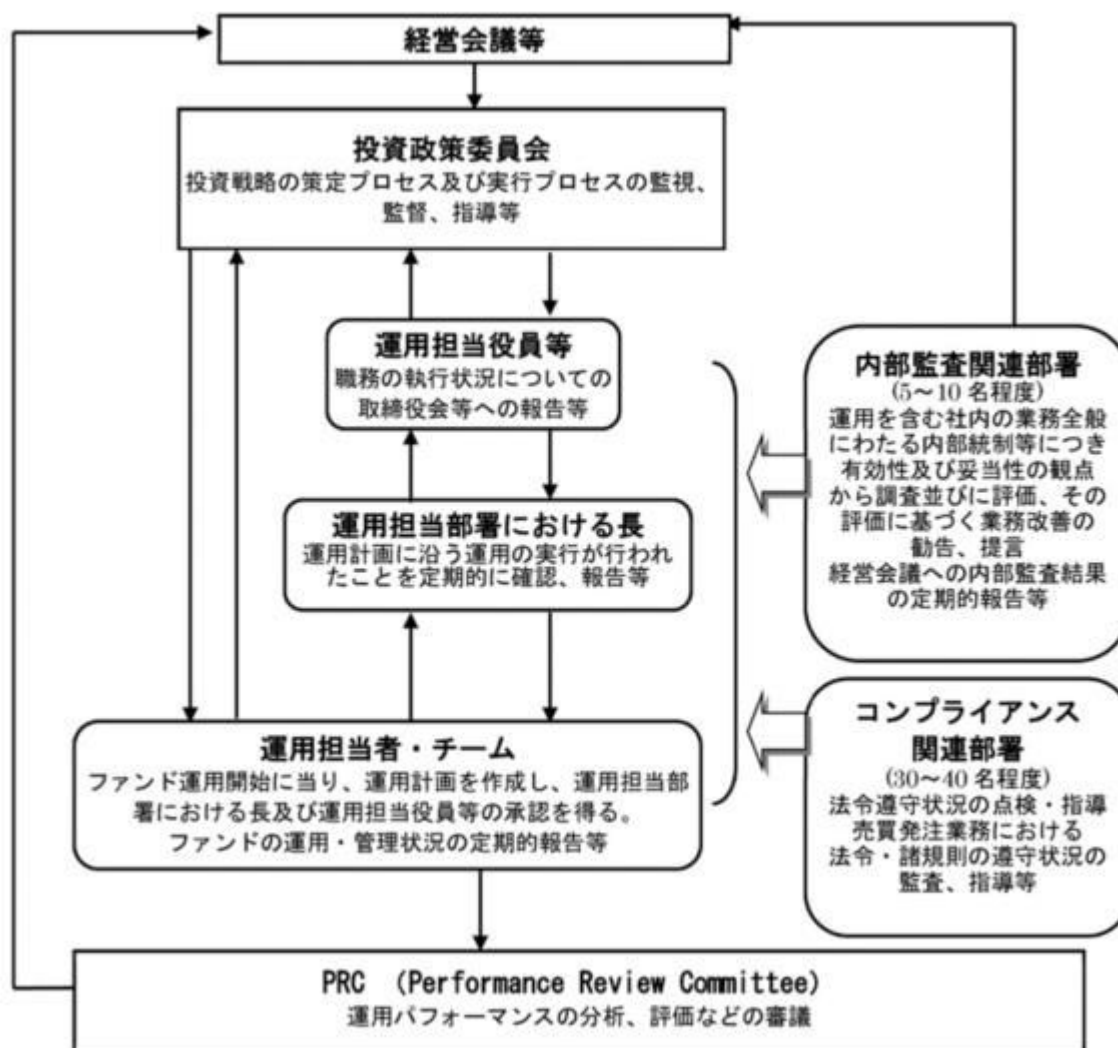 経営会議等
投資政策委員会
投資戦略の策定プロセス及び実行プロセスの監視、
監督、指導等
運用担当役員等
職務の執行状況についての
取締役会等への報告等
運用担当部署における長
運用計画に沿う運用の実行が行われ
たことを定期的に確認、報告等
運用担当者・チーム
ファンド運用開始に当り、運用計画を作成し、運用担当部
署における長及び運用担当役員等の承認を得る。
ファンドの運用・管理状況の定期的報告等
内部監査関連部署
(5～10 名程度)
運用を含む社内の業務全般
にわたる内部統制等につき
有効性及び妥当性の観点
から調査並びに評価、その
評価に基づく業務改善の
勧告、提言
経営会議への内部監査結果
の定期的報告等
コンプライアンス
関連部署
(30～40 名程度)
法令遵守状況の点検・指導
売買発注業務における
法令・諸規則の遵守状況の
監査、指導等
PRC （Performance Review Committee)
運用パフォーマンスの分析、評価などの審議